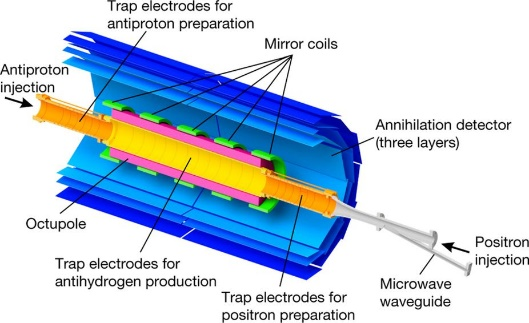 Trap electrodes for
antiproton preparation
Mirror coils
Antiproton
injection
Annihilation detector
(three layers)
Octupole
Trap electrodes for
antihydrogen production
Trap electrodes for
positron preparation
Microwave
waveguide
Positron
injection